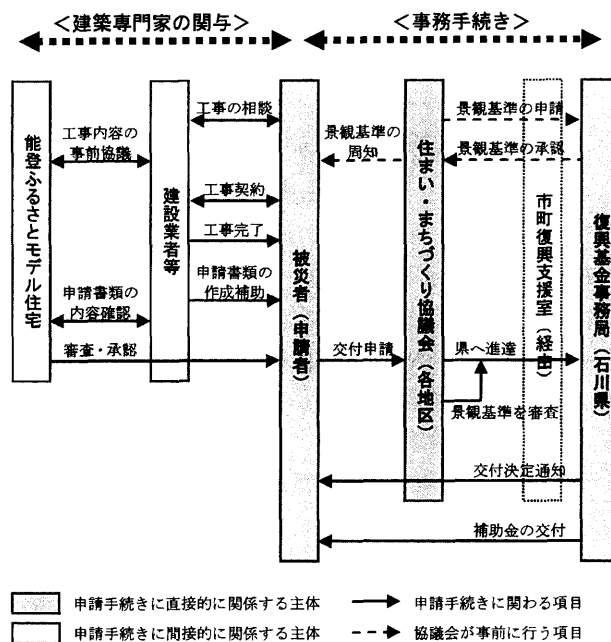 ＜建築専門家の関与＞
＜事務手続き＞
能登ふるさとモデル住宅
工事内容の
事前協議
申請書類の
内容確認
審査・承認
建設業者等
工事の相談
工事契約
工事完了
申請書類の
作成補助
被災者（申請者）
景観基準の
周知
交付申請
住まい・まちづくり協議会（各地区）
景観基準の申請
景観基準の承認
県へ進達
景観基準を審査
交付決定通知
補助金の交付
市町復興支援室（経由）
復興基金事務局（石川県）
申請手続きに直接的に関係する主体
申請手続きに関わる項目
申請手続きに間接的に関係する主体
協議会が事前に行う項目